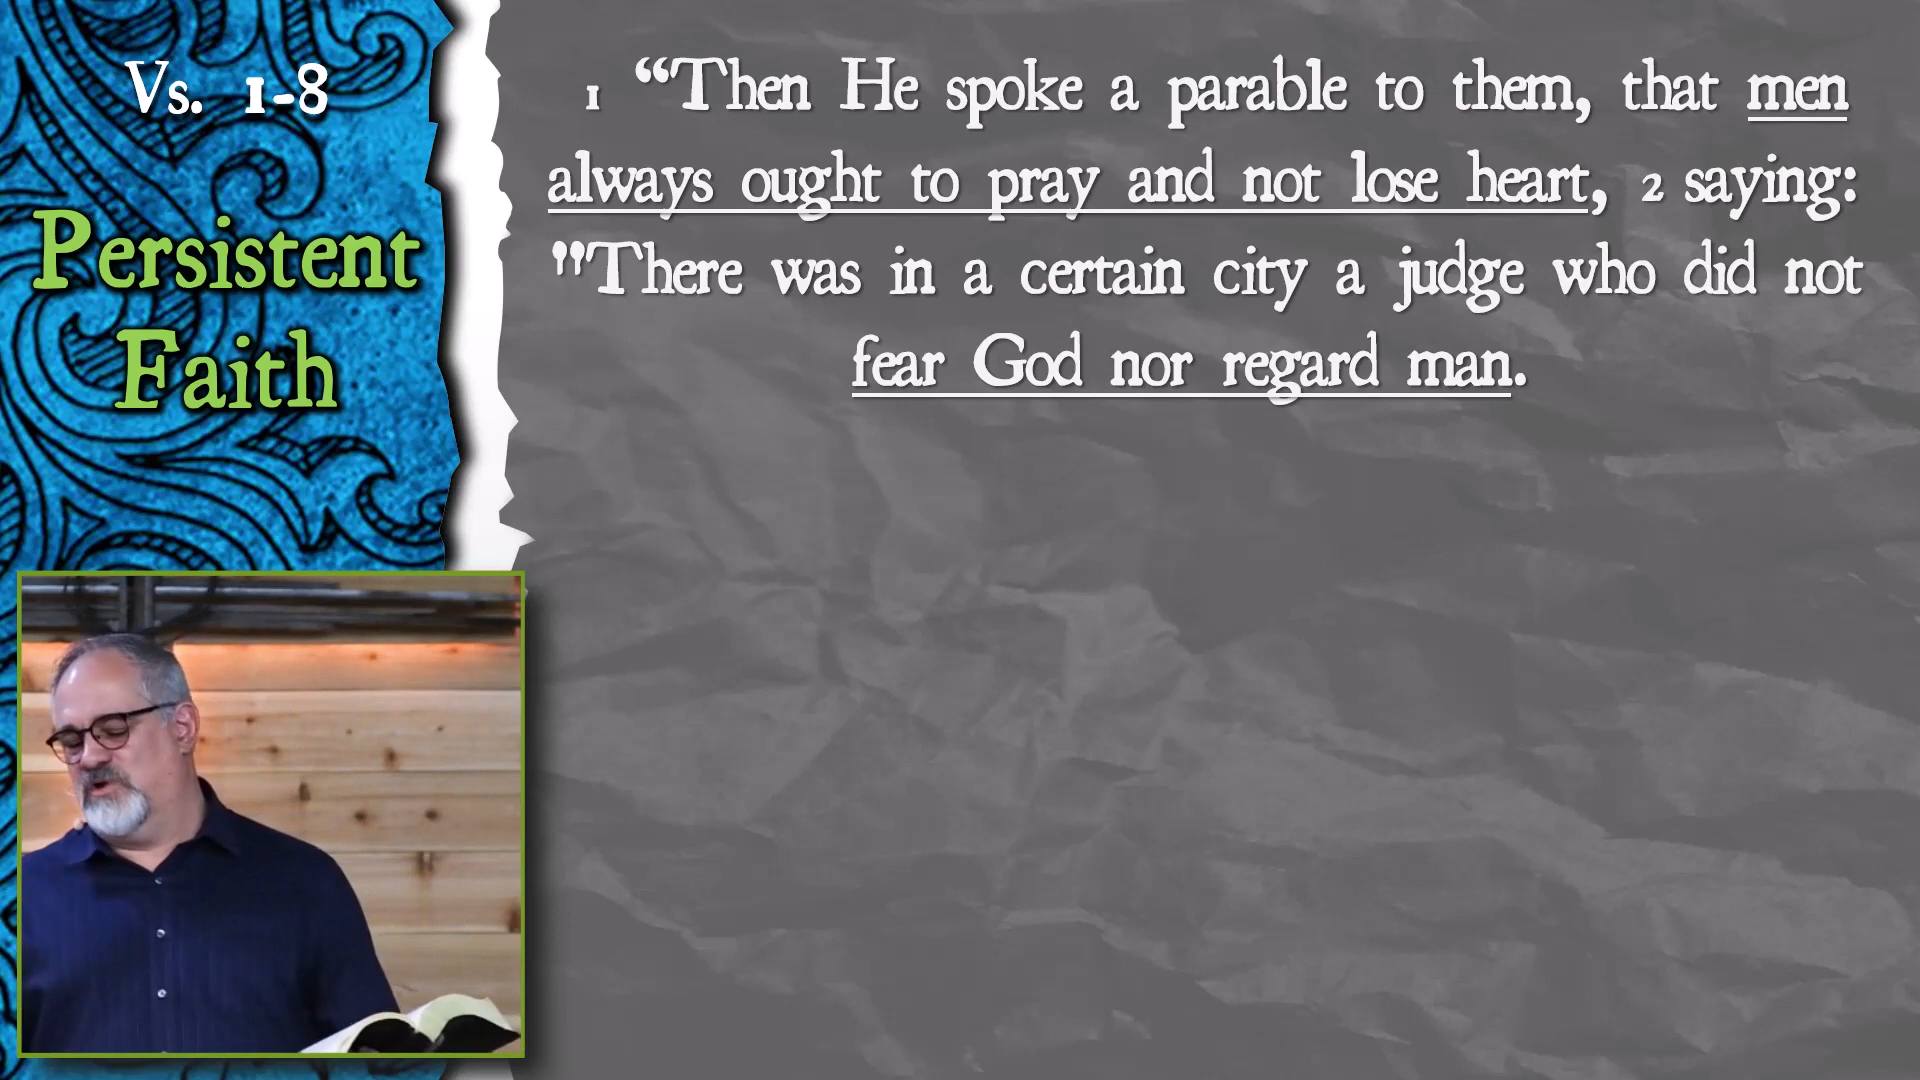 Vs. 1-8
Persistent
Faith
1 “Then He spoke a parable to them, that men
always ought to pray and not lose heart, 2 saying:
"There was in a certain city a judge who did not
fear God nor regard man.